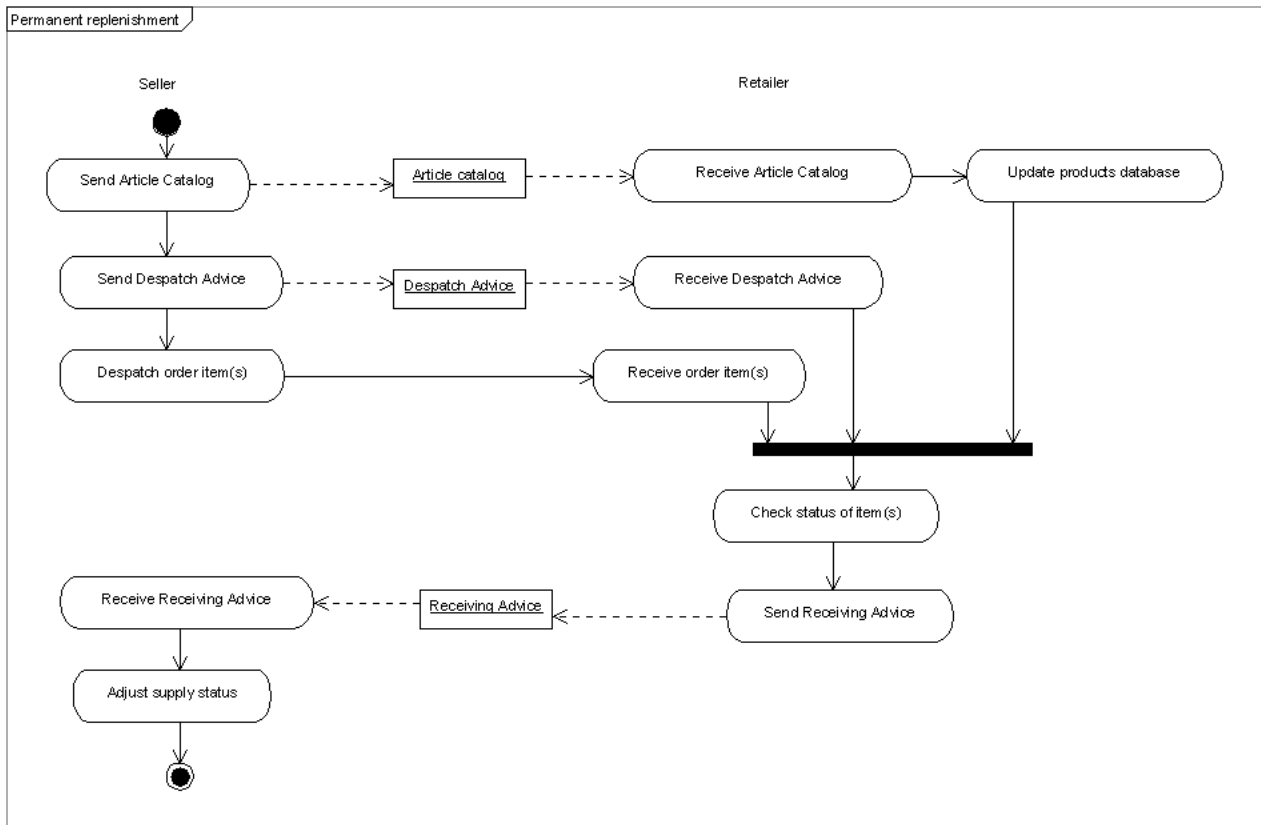 Permanent replenishment
Seller
Retailer
Send Article Catalog
Article catalog
Receive Article Catalog
Update products database
Send Despatch Advice
Despatch Advice
Receive Despatch Advice
Despatch order item(s)
Receive order item(s)
Check status of item(s)
Receive Receiving Advice
Receiving Advice
Send Receiving Advice
Adjust supply status